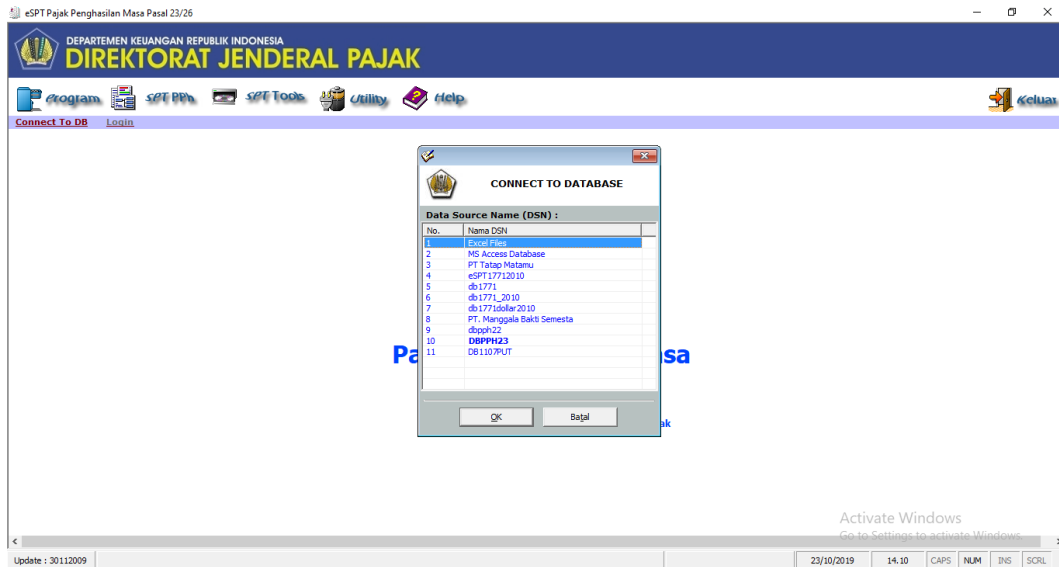 eSPT Pajak Penghasilan Masa Pasal 23/26
DEPARTEMEN KEUANGAN REPUBLIK INDONESIA
DIREKTORAT JENDERAL PAJAK
Program SPT PPh SPT Tools Utility Help Keluar
Connect To DB Login
CONNECT TO DATABASE
Data Source Name (DSN) :
No. Nama DSN
1 Excel Files
2 MS Access Database
3 PT Tatap Matamu
4 eSPT17712010
5 db1771
6 db1771_2010
7 db1771dollar2010
8 PT. Manggala Bakti Semesta
9 dbpph22
10 DBPPH23
11 DB1107PUT
Pa sa
OK Batal
ak
Activate Windows
Go to Settings to activate Windows.
Update : 30112009 23/10/2019 14.10 CAPS NUM INS SCRL